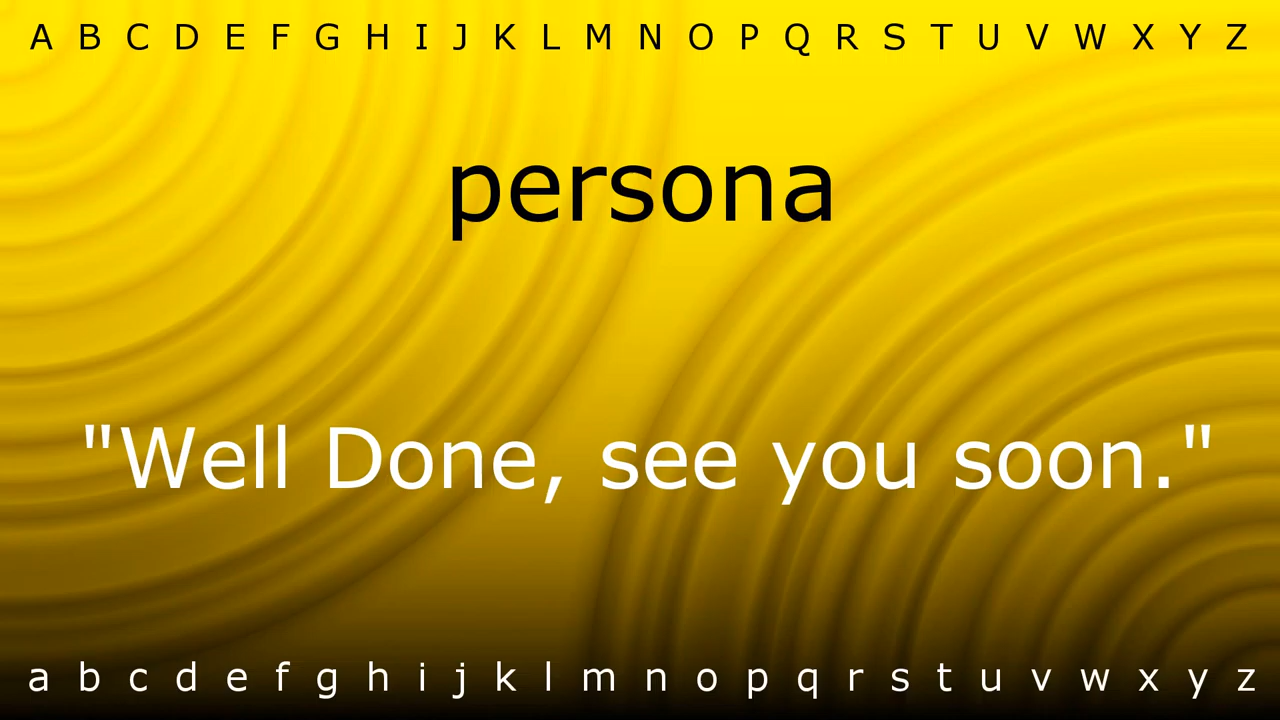 A B C D E F G H I J K L M N O P Q R S T U V W X Y Z
persona
"Well Done, see you soon."
a b c d e f g h i j k l m n o p q r s t u v w x y z